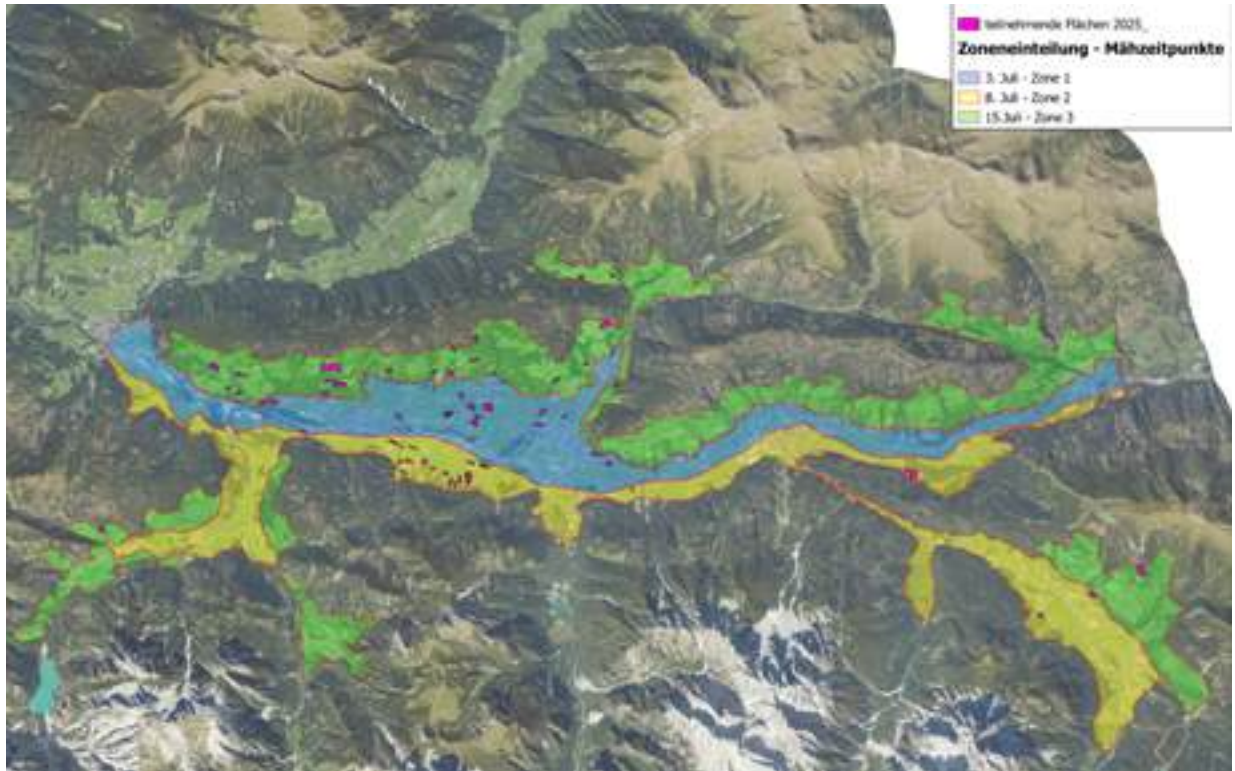 teilnehmende Flächen 2025_
Zoneneinteilung - Mähzeitpunkte
3. Juli - Zone 1
8. Juli - Zone 2
15.Juli - Zone 3